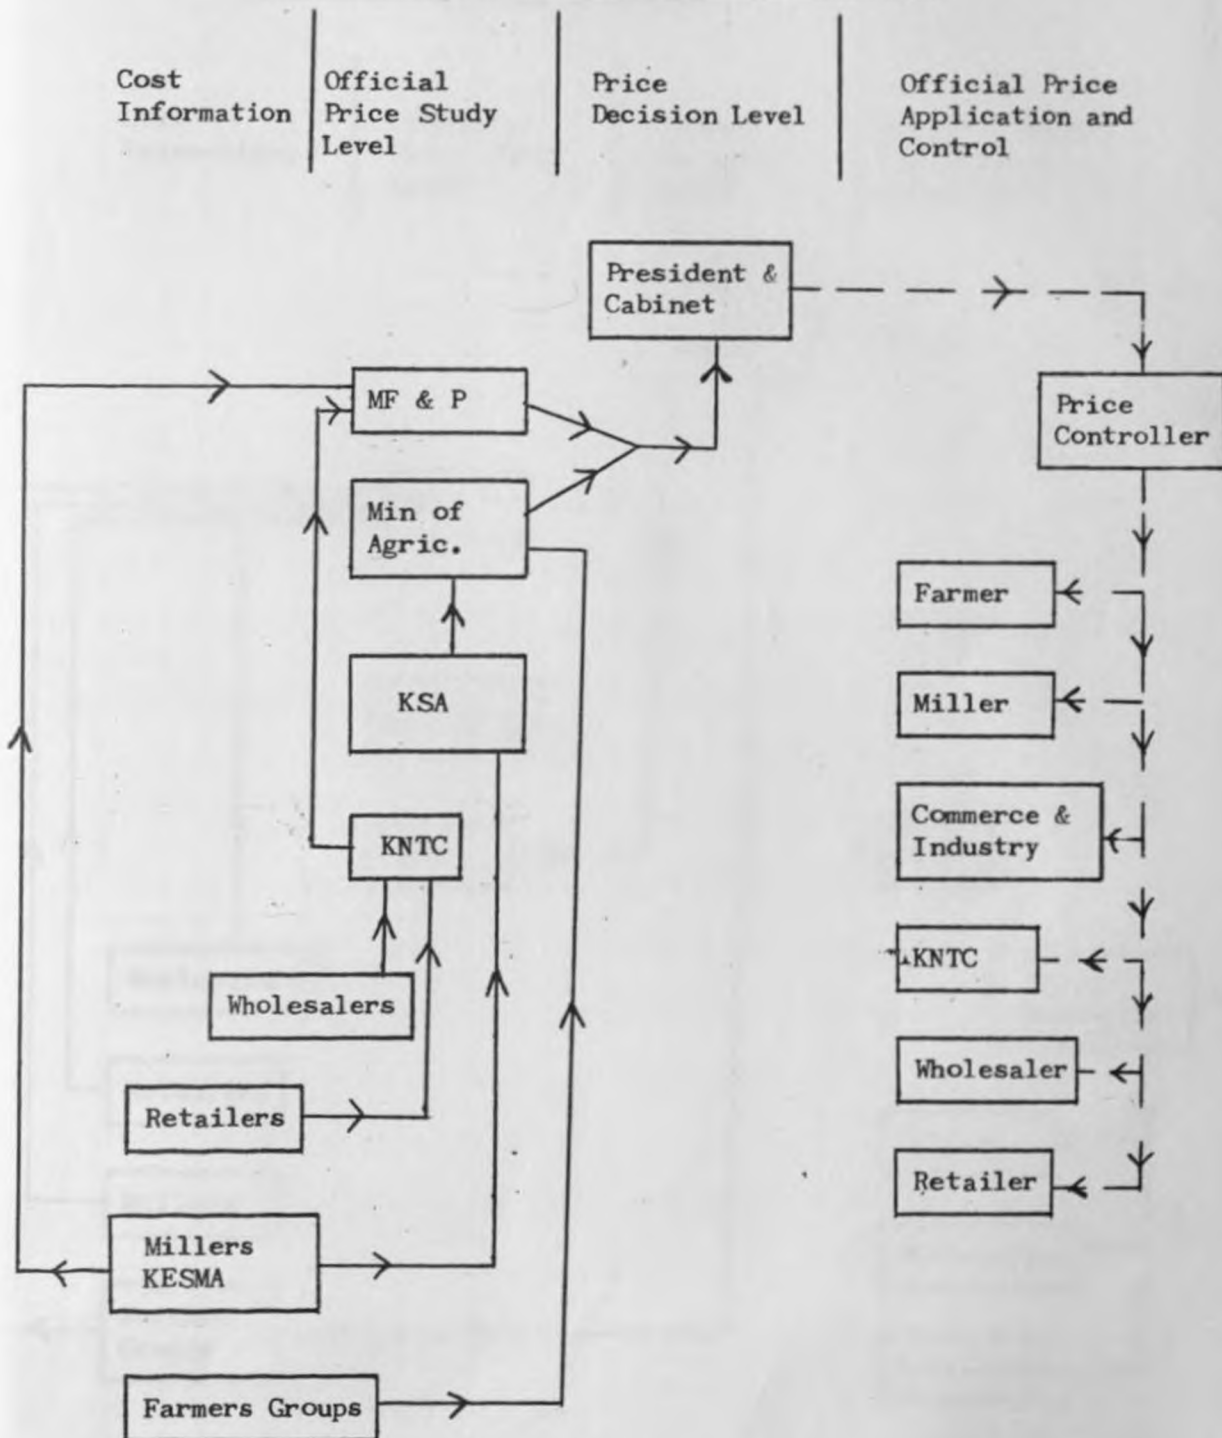 Cost
Information
Official
Price Study
Level
Price
Decision Level
Official Price
Application and
Control
President &
Cabinet
MF & P
Price
Controller
Min of
Agric.
Farmer
KSA
Miller
KNTC
Commerce &
Industry
Wholesalers
KNTC
Retailers
Wholesaler
Retailer
Millers
KESMA
Farmers Groups